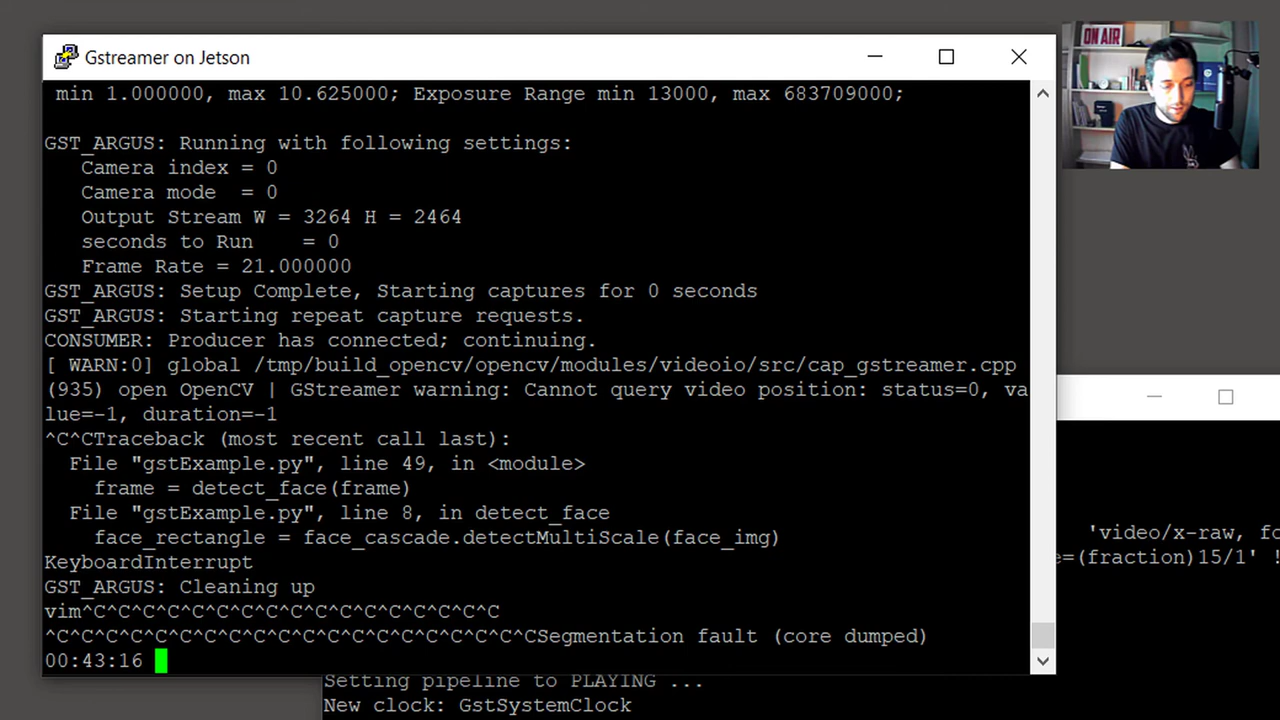 Gstreamer on Jetson
ON AIR
min 1.000000, max 10.625000; Exposure Range min 13000, max 683709000;
GST_ARGUS: Running with following settings:
Camera index = 0
Camera mode = 0
Output Stream W = 3264 H = 2464
seconds to Run = 0
Frame Rate = 21.000000
GST_ARGUS: Setup Complete, Starting captures for 0 seconds
GST_ARGUS: Starting repeat capture requests.
CONSUMER: Producer has connected; continuing.
[ WARN:0] global /tmp/build_opencv/opencv/modules/videoio/src/cap_gstreamer.cpp
(935) open OpenCV | GStreamer warning: Cannot query video position: status=0, va
lue=-1, duration=-1
^C^CTraceback (most recent call last):
File "gstExample.py", line 49, in <module>
frame = detect_face(frame)
File "gstExample.py", line 8, in detect_face
face_rectangle = face_cascade.detectMultiScale(face_img)
KeyboardInterrupt
GST_ARGUS: Cleaning up
vim^C^C^C^C^C^C^C^C^C^C^C^C^C^C^C^C^C
^C^C^C^C^C^C^C^C^C^C^C^C^C^C^C^C^C^C^C^CSegmentation fault (core dumped)
00:43:16
'video/x-raw, fo
e=(fraction)15/1' !
Setting pipeline to PLAYING ...
New clock: GstSystemClock